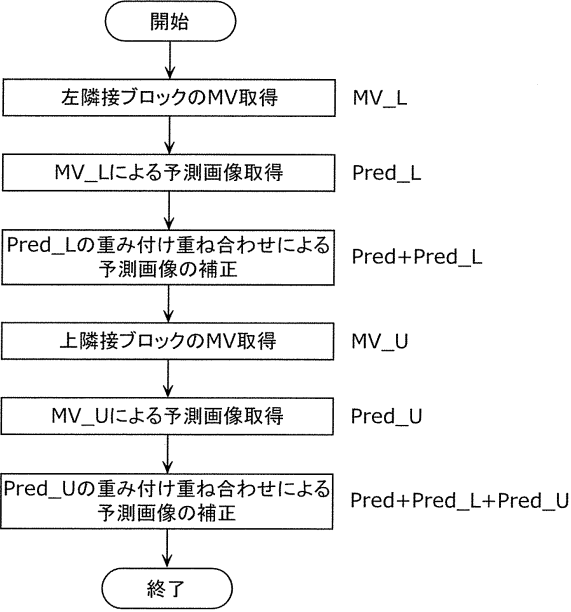 開始
左隣接ブロックのMV取得
MV_L
MV_Lによる予測画像取得
Pred_L
Pred_Lの重み付け重ね合わせによる
予測画像の補正
Pred+Pred_L
上隣接ブロックのMV取得
MV_U
MV_Uによる予測画像取得
Pred_U
Pred_Uの重み付け重ね合わせによる
予測画像の補正
Pred+Pred_L+Pred_U
終了